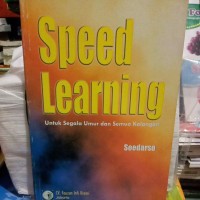 Speed
Learning
Untuk Segala Umur dan Semua Kalangan
Soedarso